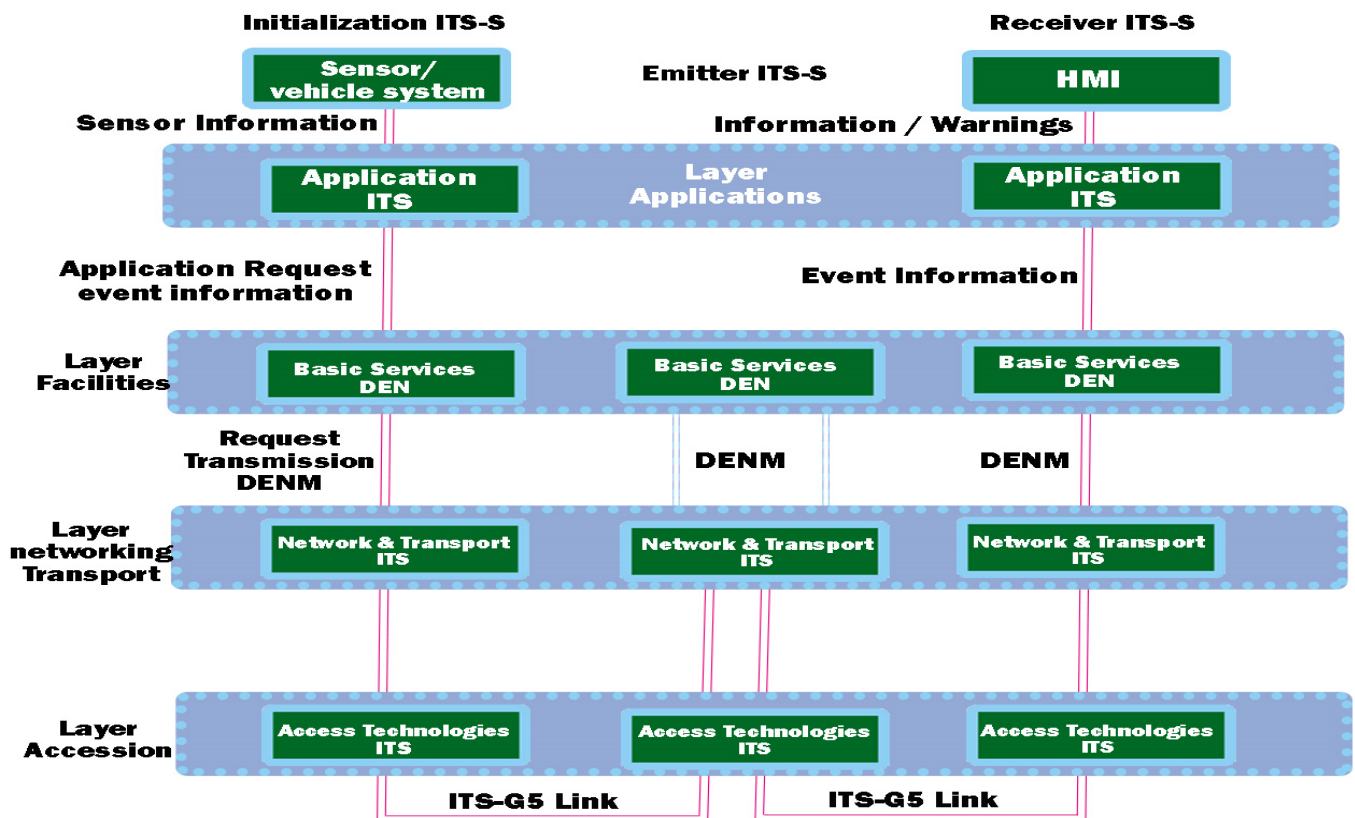 Initialization ITS-S
Receiver ITS-S
Sensor/
vehicle system
Emitter ITS-S
HMI
Sensor Information
Information / Warnings
Application
ITS
Layer
Applications
Application
ITS
Application Request
event information
Event Information
Layer
Facilities
Basic Services
DEN
Basic Services
DEN
Basic Services
DEN
Request
Transmission
DENM
DENM
DENM
Layer
networking
Transport
Network & Transport
ITS
Network & Transport
ITS
Network & Transport
ITS
Layer
Accession
Access Technologies
ITS
Access Technologies
ITS
Access Technologies
ITS
ITS-G5 Link
ITS-G5 Link